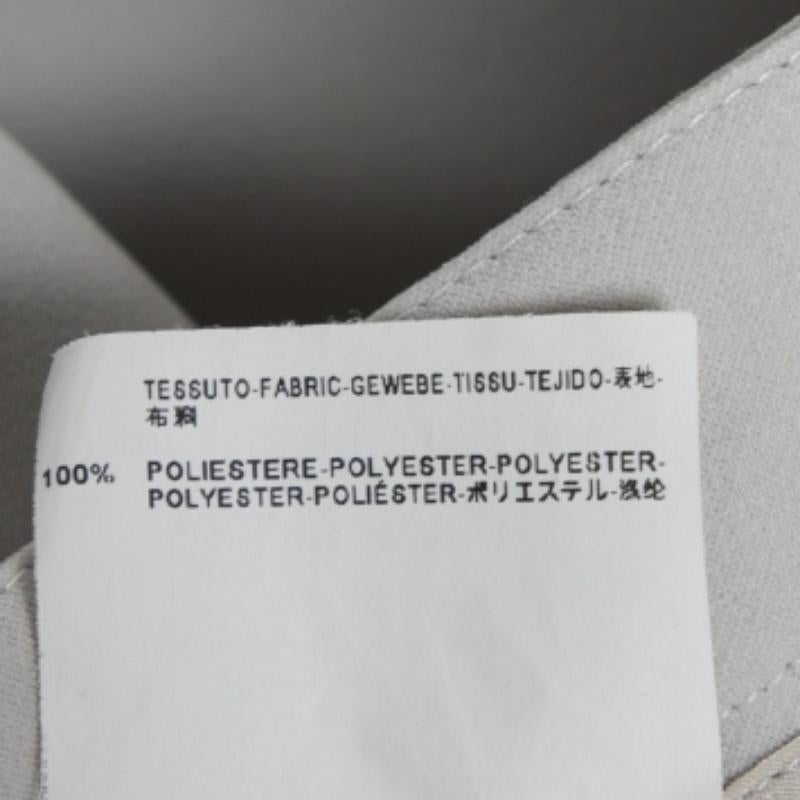 TESSUTO-FABRIC-GEWEBE-TISSU-TEJIDO-表地-
布料
100% POLIESTERE-POLYESTER-POLYESTER-
POLYESTER-POLIÉSTER-ポリエステル-涤纶